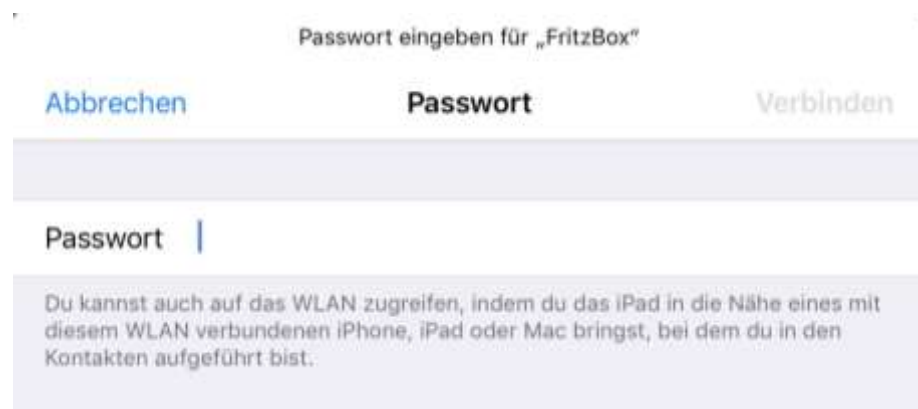 Passwort eingeben für „FritzBox“
Abbrechen Passwort Verbinden
Passwort
Du kannst auch auf das WLAN zugreifen, indem du das iPad in die Nähe eines mit
diesem WLAN verbundenen iPhone, iPad oder Mac bringst, bei dem du in den
Kontakten aufgeführt bist.